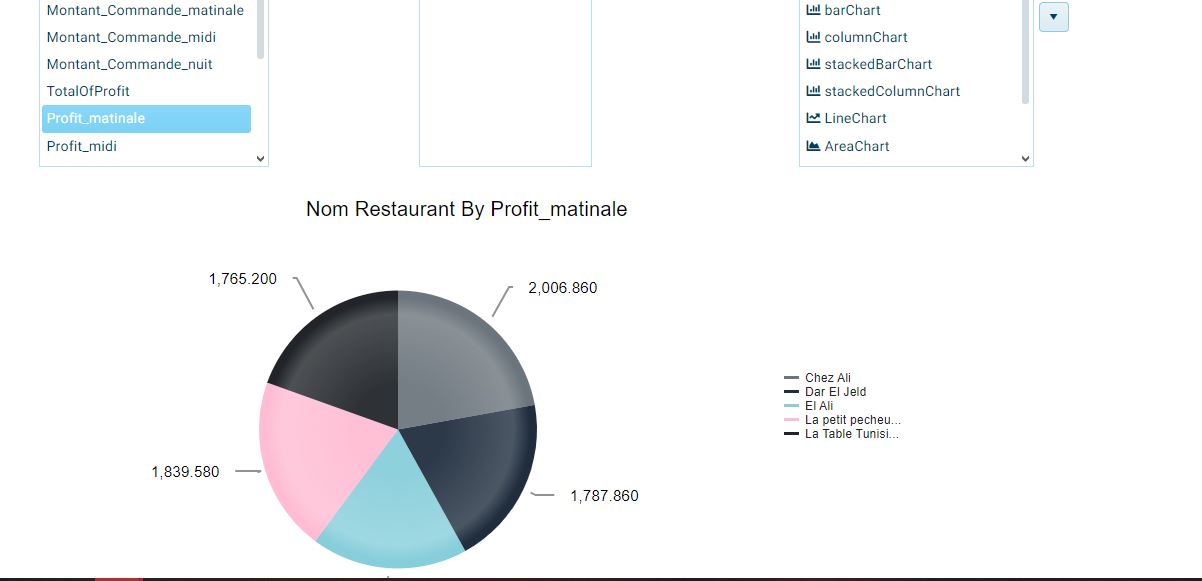 Montant_Commande_matinale
Montant_Commande_midi
Montant_Commande_nuit
TotalOfProfit
Profit_matinale
Profit_midi
barChart
columnChart
stackedBarChart
stackedColumnChart
LineChart
AreaChart
Nom Restaurant By Profit_matinale
1,765.200
2,006.860
1,839.580
1,787.860
Chez Ali
Dar El Jeld
El Ali
La petit pecheu...
La Table Tunisi...